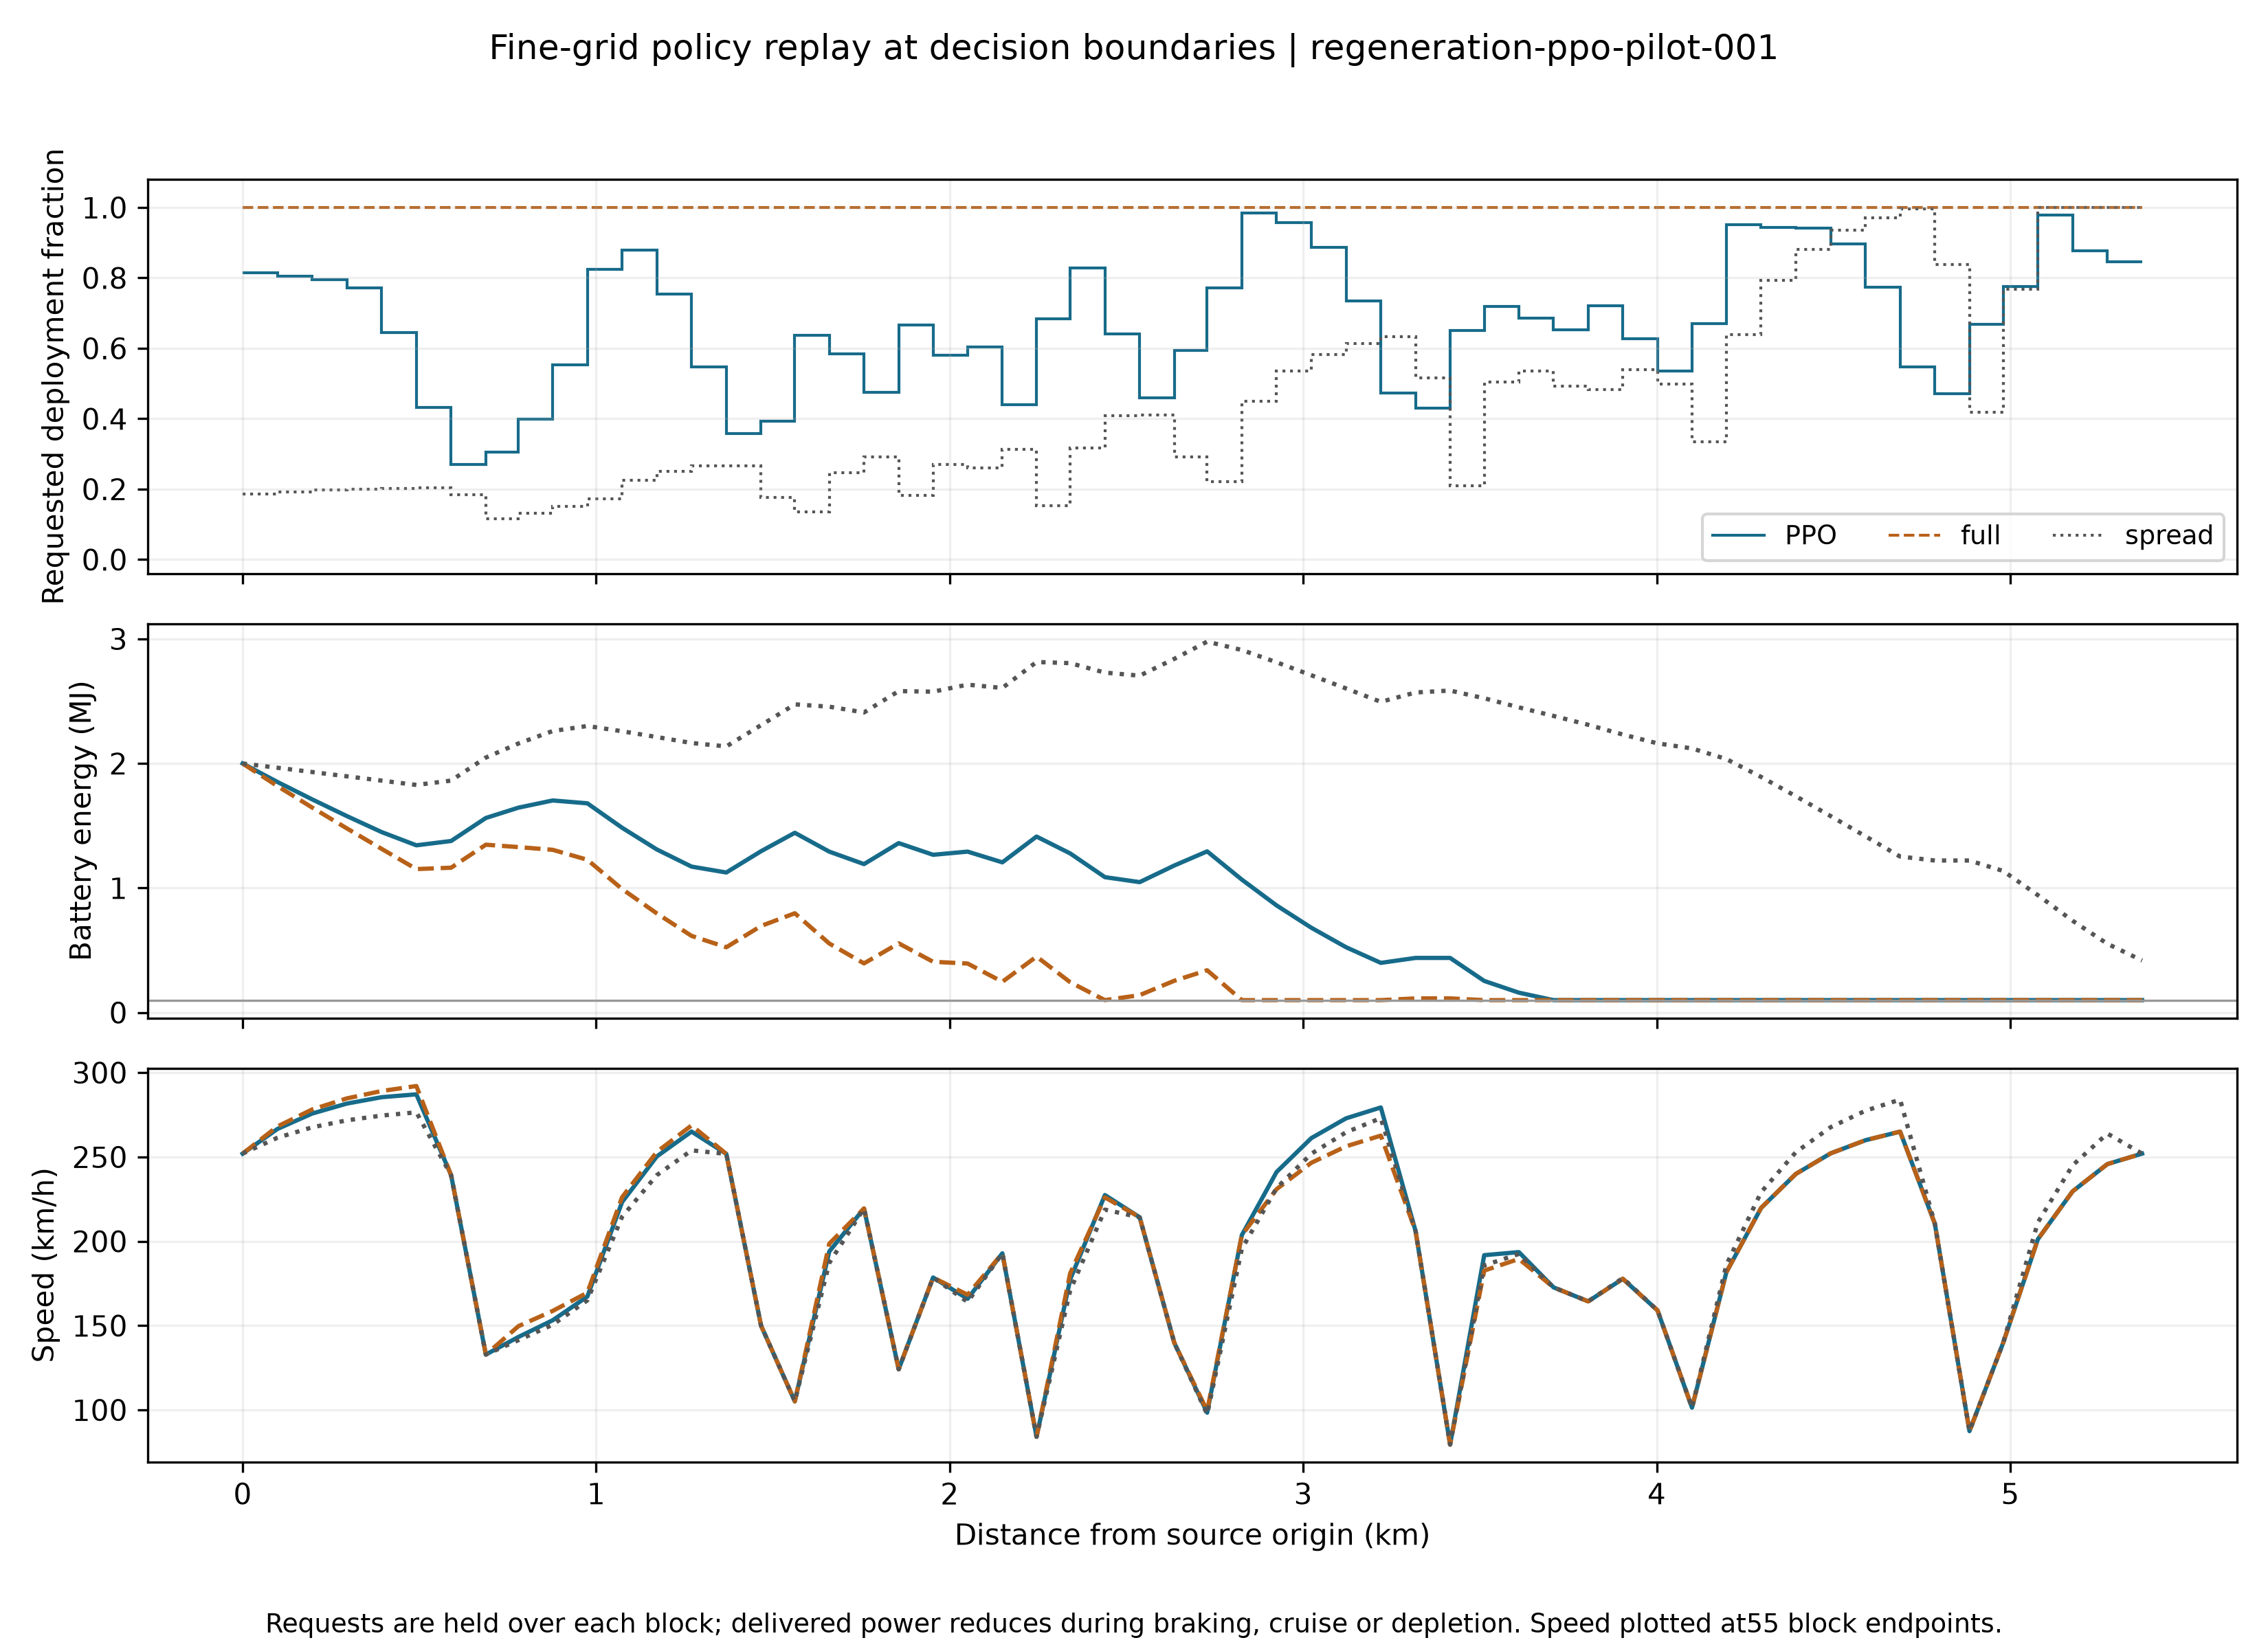 Fine-grid policy replay at decision boundaries | regeneration-ppo-pilot-001
Requested deployment fraction
1.0
0.8
0.6
0.4
0.2
0.0
PPO
full
spread
Battery energy (MJ)
3
2
1
0
Speed (km/h)
300
250
200
150
100
0
1
2
3
4
5
Distance from source origin (km)
Requests are held over each block; delivered power reduces during braking, cruise or depletion. Speed plotted at55 block endpoints.